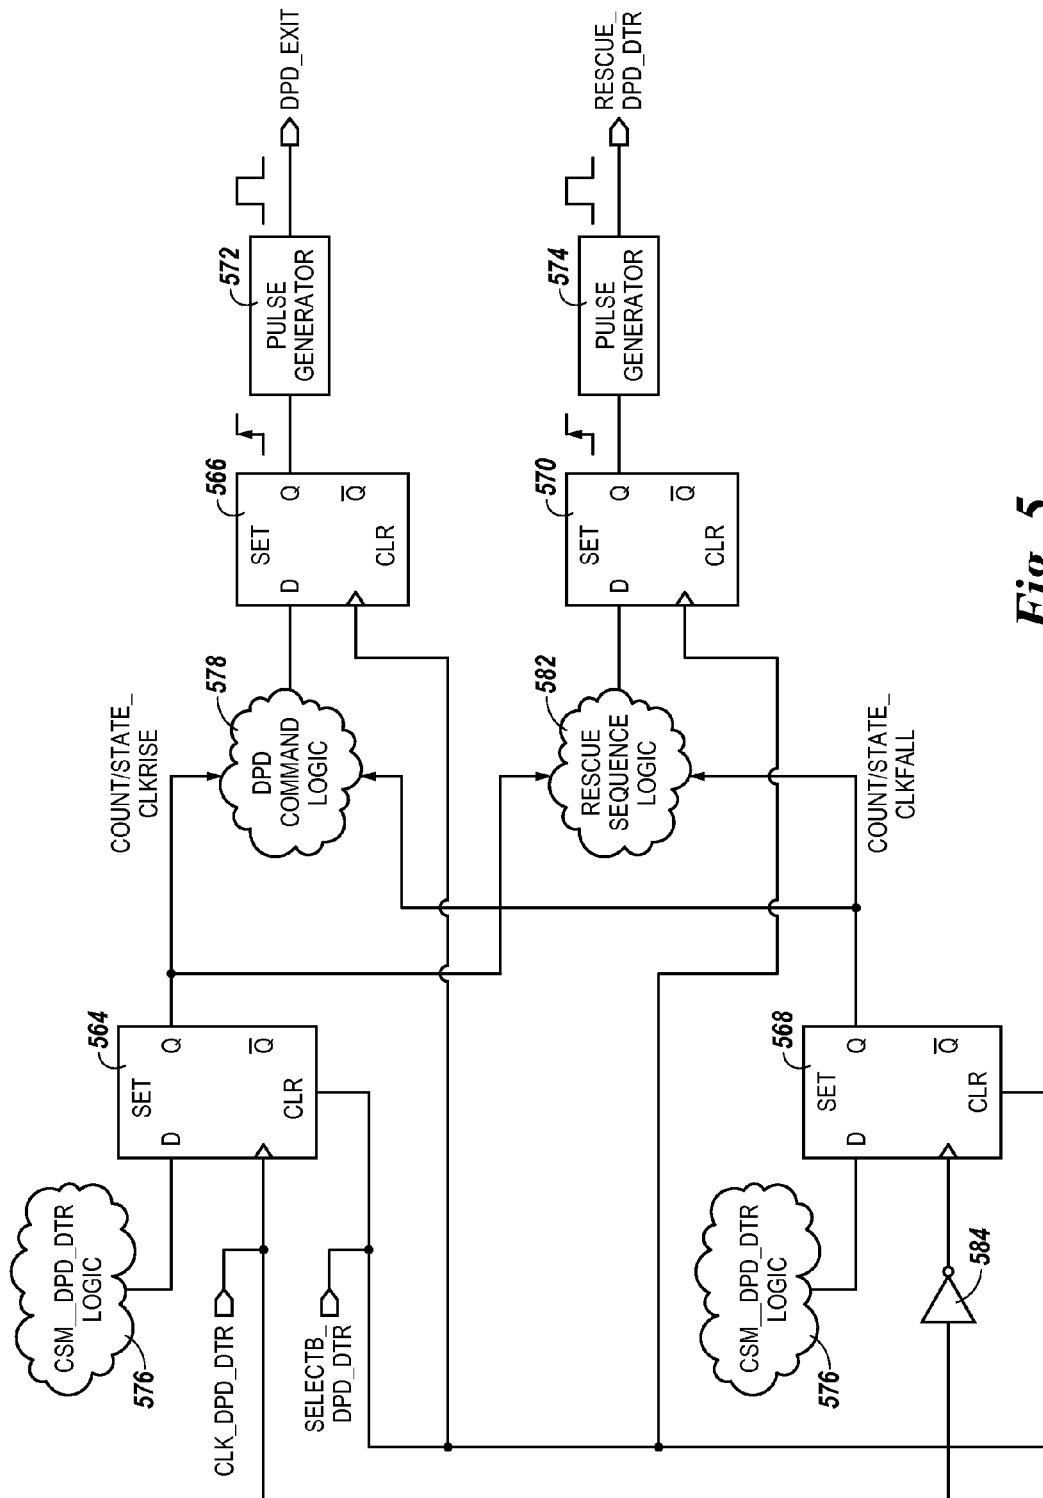 CSM__DPD_DTR
LOGIC
576
CLK_DPD_DTR
SELECTB_
DPD_DTR
564
SET
D
Q
Q
CLR
COUNT/STATE_
CLKRISE
578
DPD
COMMAND
LOGIC
566
SET
D
Q
Q
CLR
572
PULSE
GENERATOR
DPD_EXIT
582
RESCUE
SEQUENCE
LOGIC
570
SET
D
Q
Q
CLR
574
PULSE
GENERATOR
RESCUE_
DPD_DTR
CSM__DPD_DTR
LOGIC
576
584
568
SET
D
Q
Q
CLR
COUNT/STATE_
CLKFALL
Fig. 5